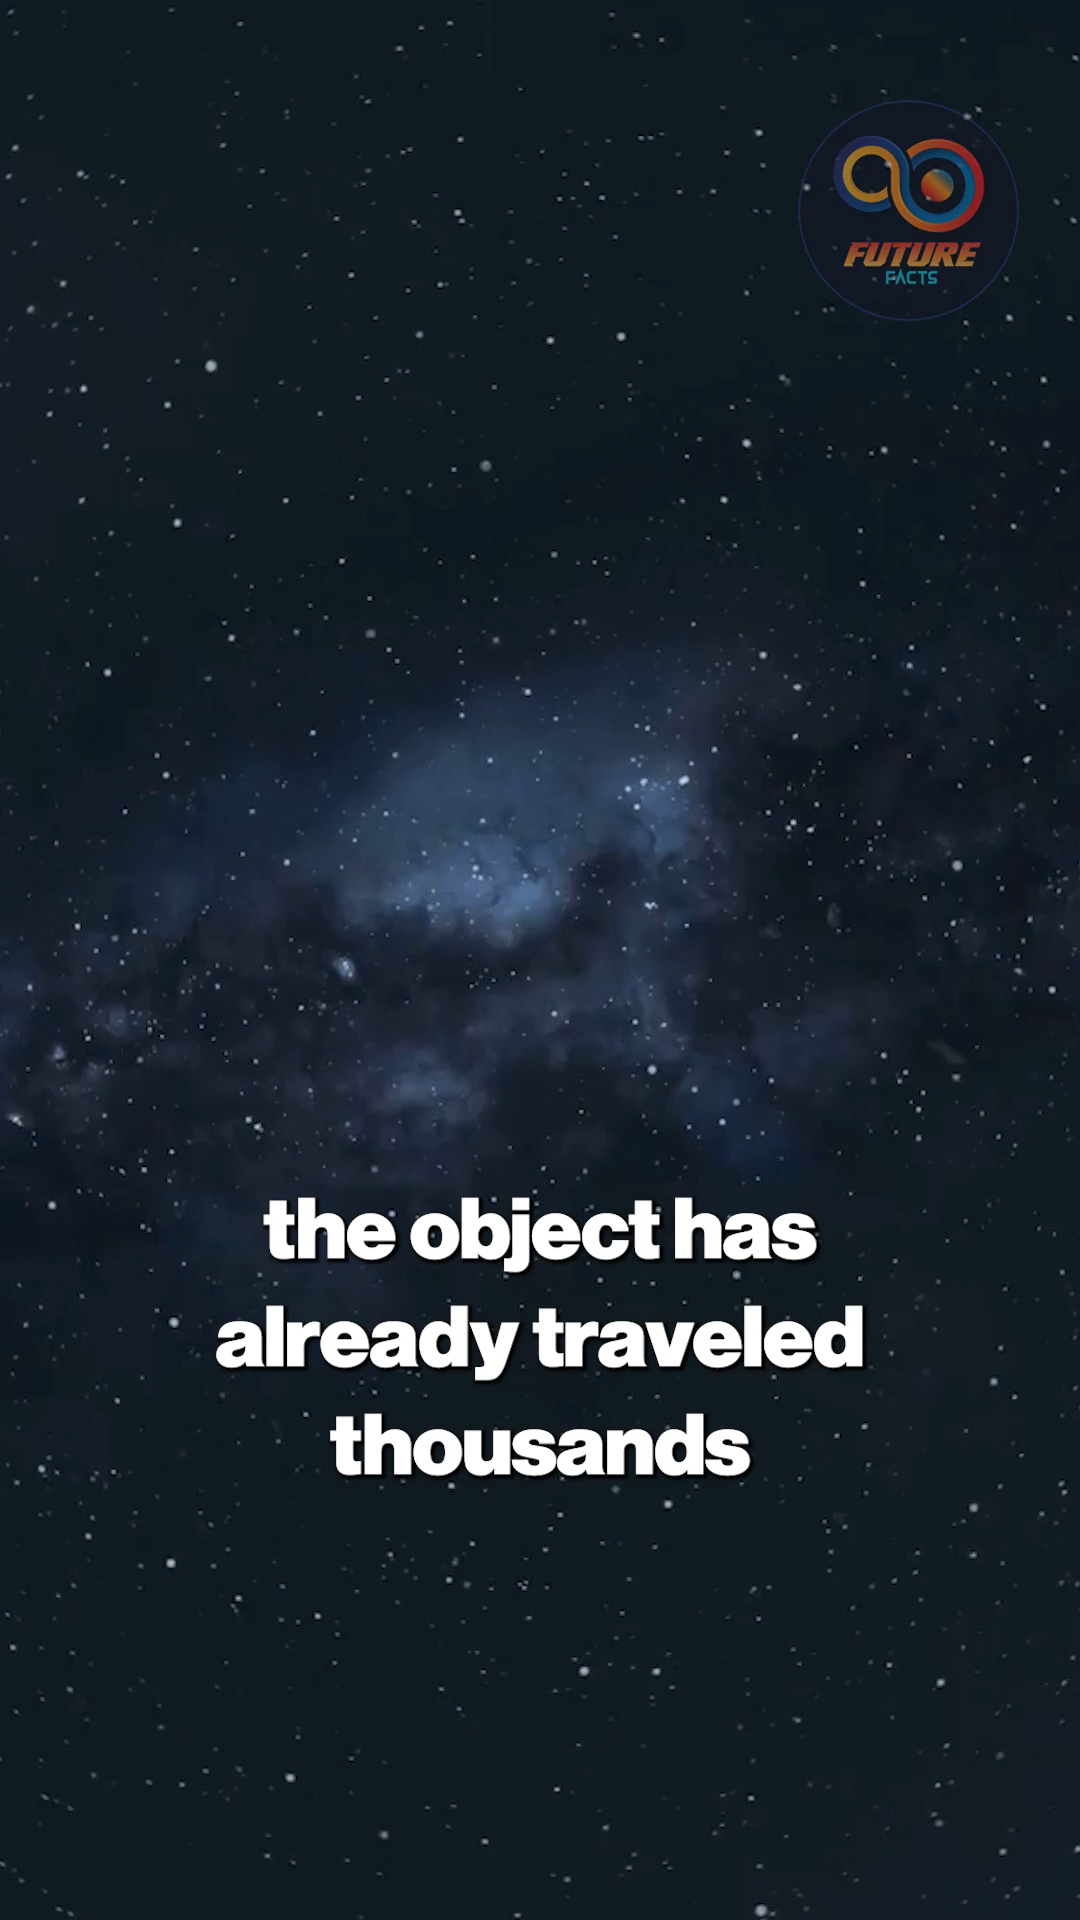 FUTURE
FACTS
the object has
already traveled
thousands